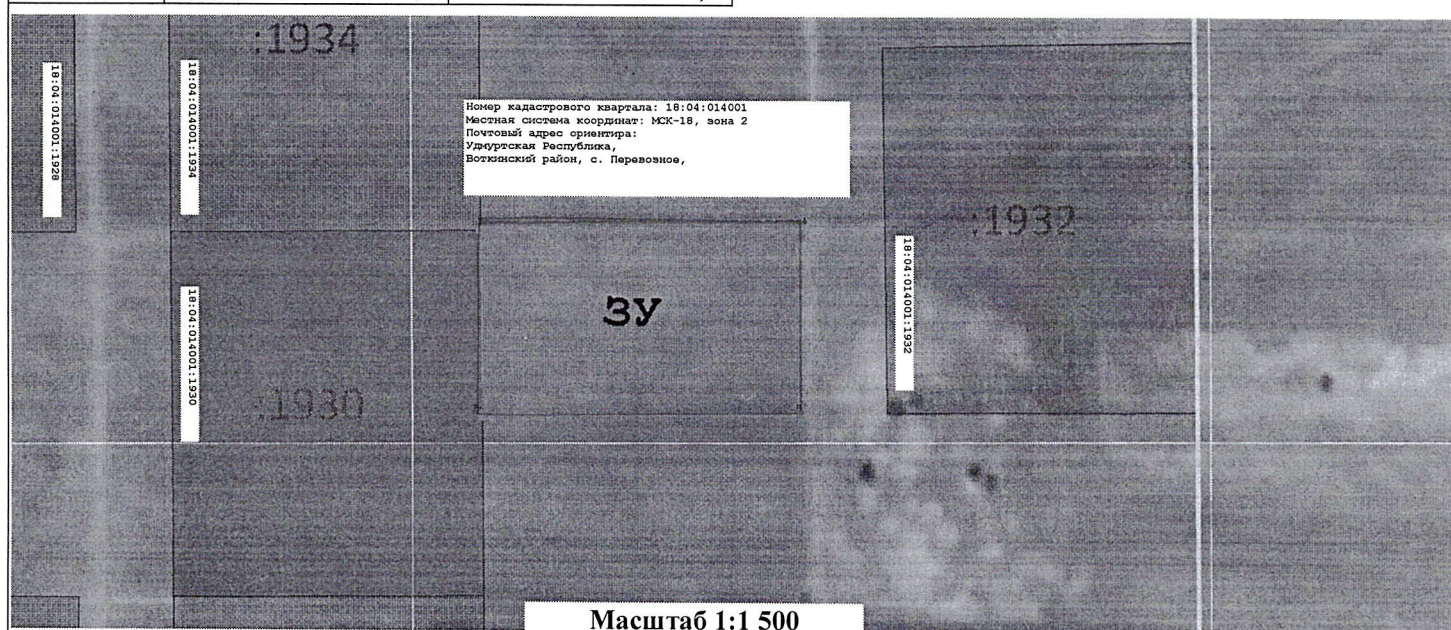 :1934
18:04:014001:1928
18:04:014001:1934
Номер кадастрового квартала: 18:04:014001
Местная система координат: МСК-18, зона 2
Почтовый адрес ориентира:
Удмуртская Республика,
Воткинский район, с. Перевозное,
:1932
18:04:014001:1932
ЗУ
18:04:014001:1930
:1930
Масштаб 1:1 500